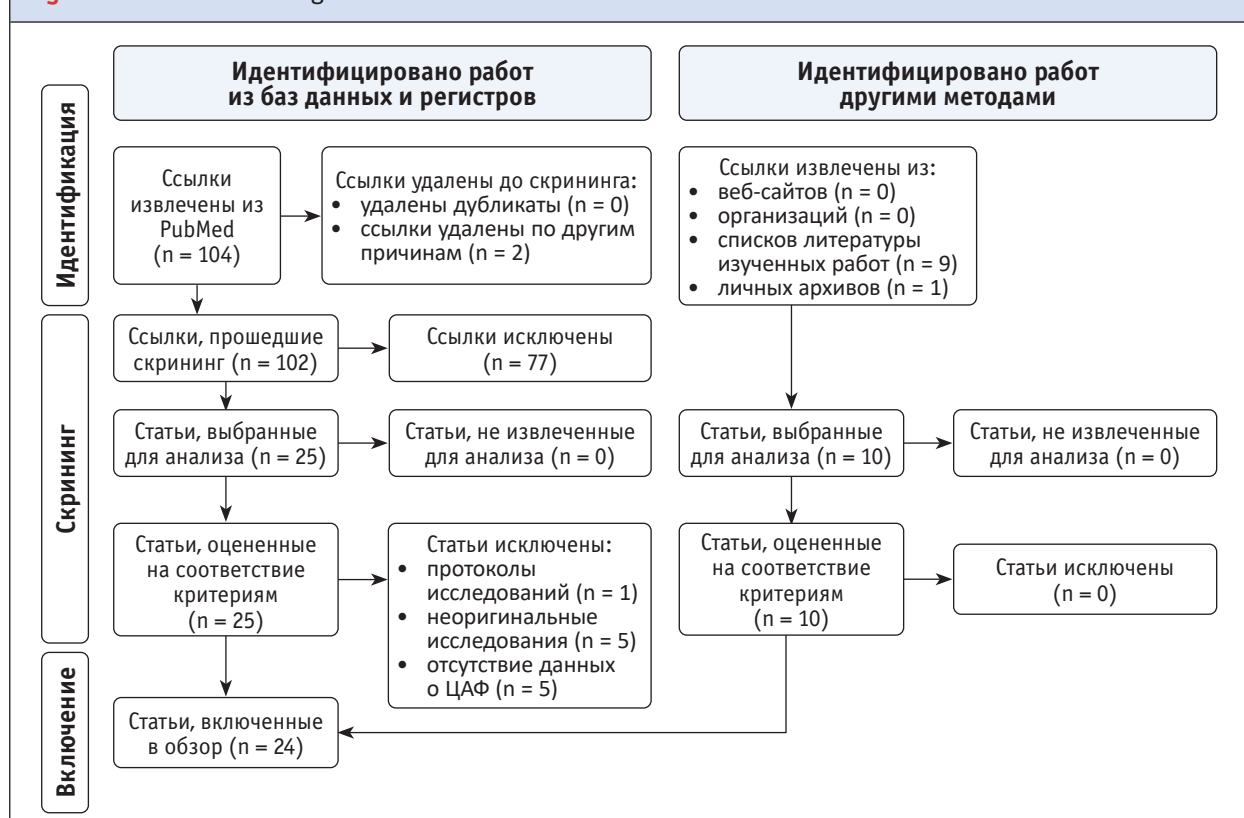 Идентифицировано работ
из баз данных и регистров
Идентифицировано работ
другими методами
Идентификация
Ссылки
извлечены из
PubMed
(n = 104)
Ссылки удалены до скрининга:
• удалены дубликаты (n = 0)
• ссылки удалены по другим
причинам (n = 2)
Ссылки извлечены из:
• веб-сайтов (n = 0)
• организаций (n = 0)
• списков литературы
изученных работ (n = 9)
• личных архивов (n = 1)
Скрининг
Ссылки, прошедшие
скрининг (n = 102)
Ссылки исключены
(n = 77)
Статьи, выбранные
для анализа (n = 25)
Статьи, не извлеченные
для анализа (n = 0)
Статьи, выбранные
для анализа (n = 10)
Статьи, не извлеченные
для анализа (n = 0)
Статьи, оцененные
на соответствие
критериям
(n = 25)
Статьи исключены:
• протоколы
исследований (n = 1)
• неоригинальные
исследования (n = 5)
• отсутствие данных
о ЦАФ (n = 5)
Статьи, оцененные
на соответствие
критериям
(n = 10)
Статьи исключены
(n = 0)
Включение
Статьи, включенные
в обзор (n = 24)